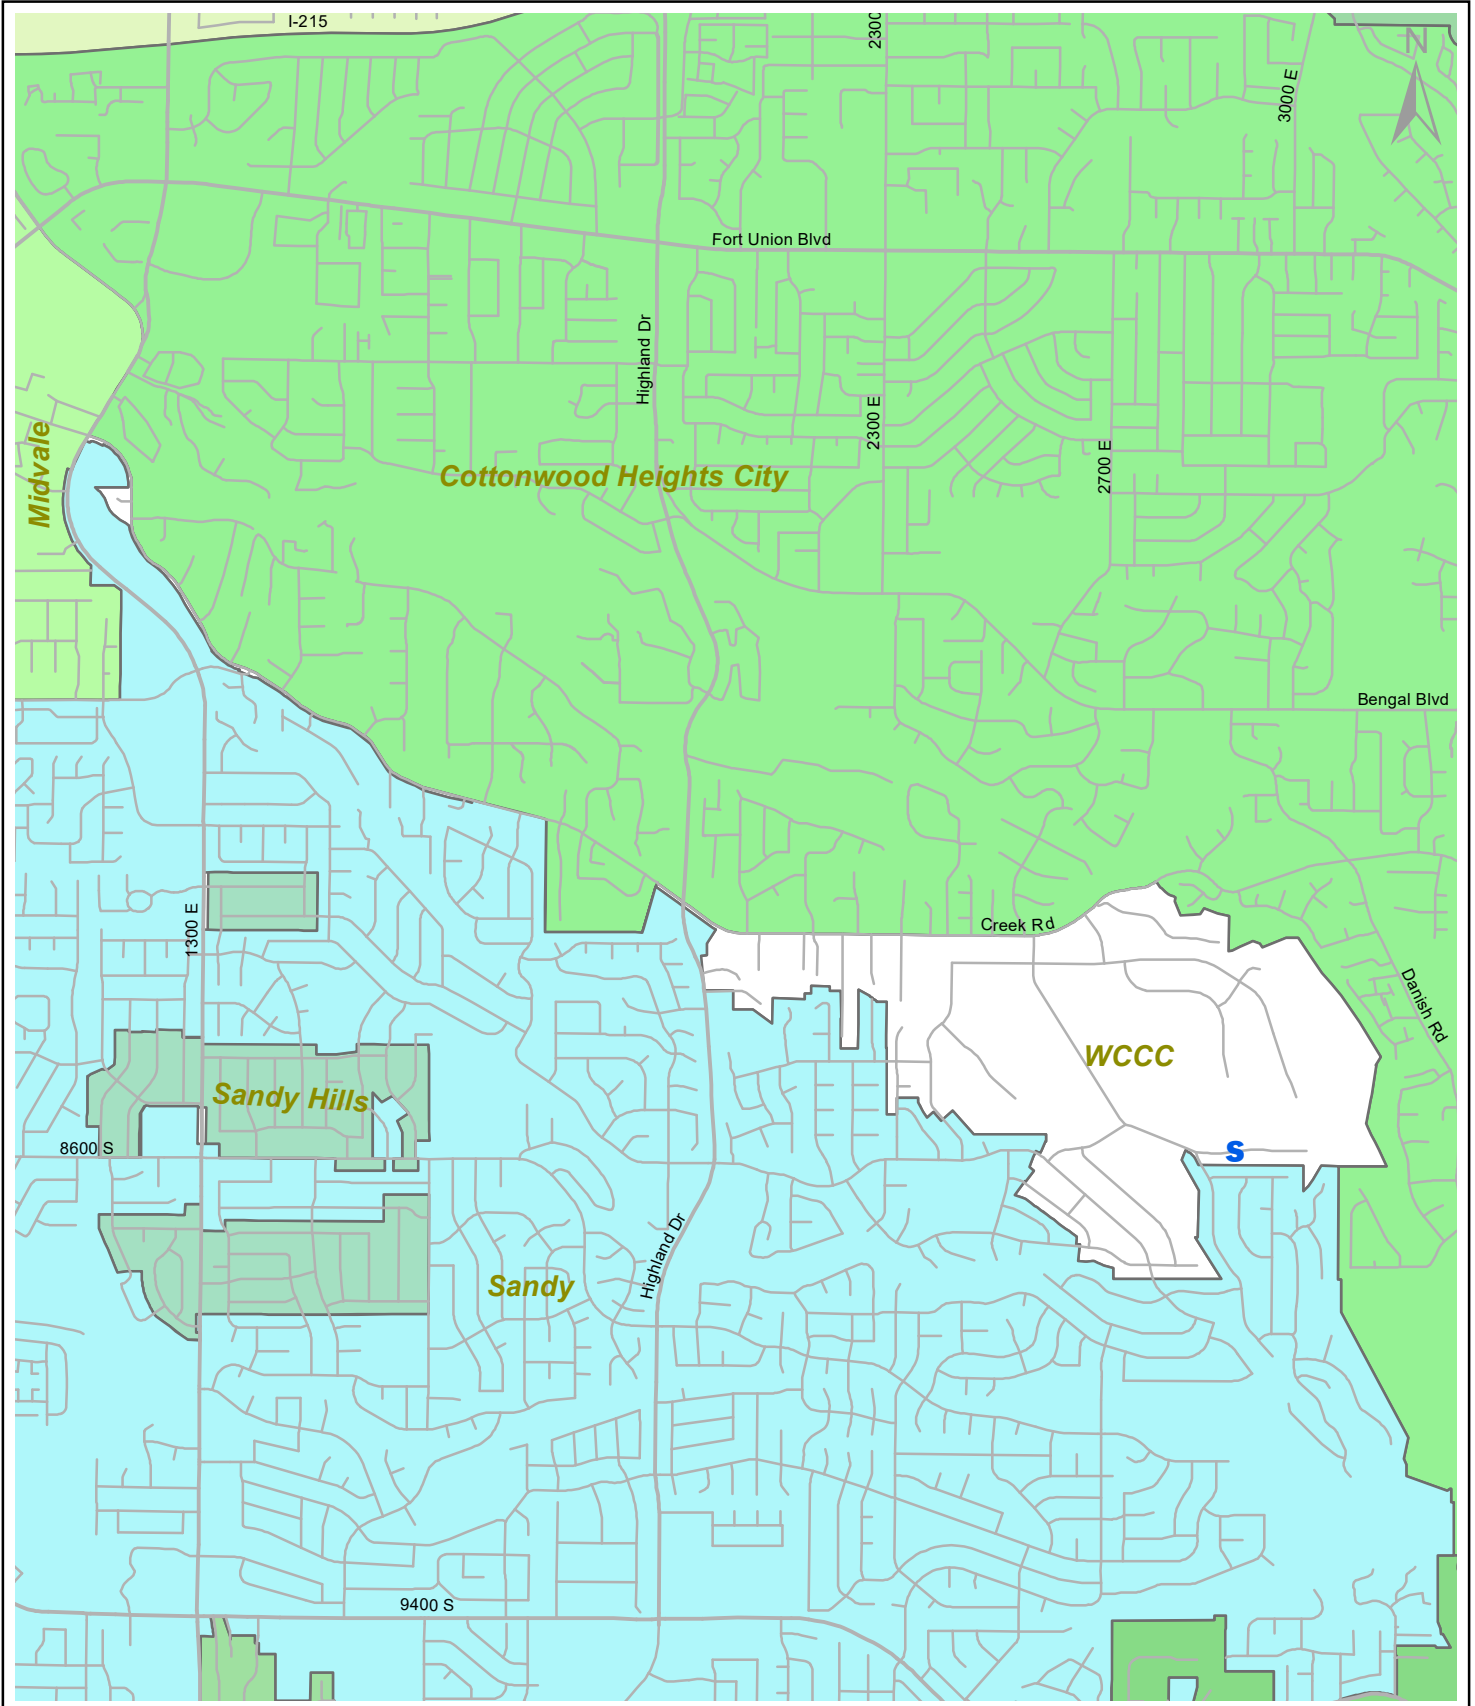 I-215
2300
N
3000 E
Fort Union Blvd
Highland Dr
2300 E
Midvale
Cottonwood Heights City
2700 E
Bengal Blvd
1300 E
Creek Rd
Danish Rd
WCCC
Sandy Hills
8600 S
S
Highland Dr
Sandy
9400 S